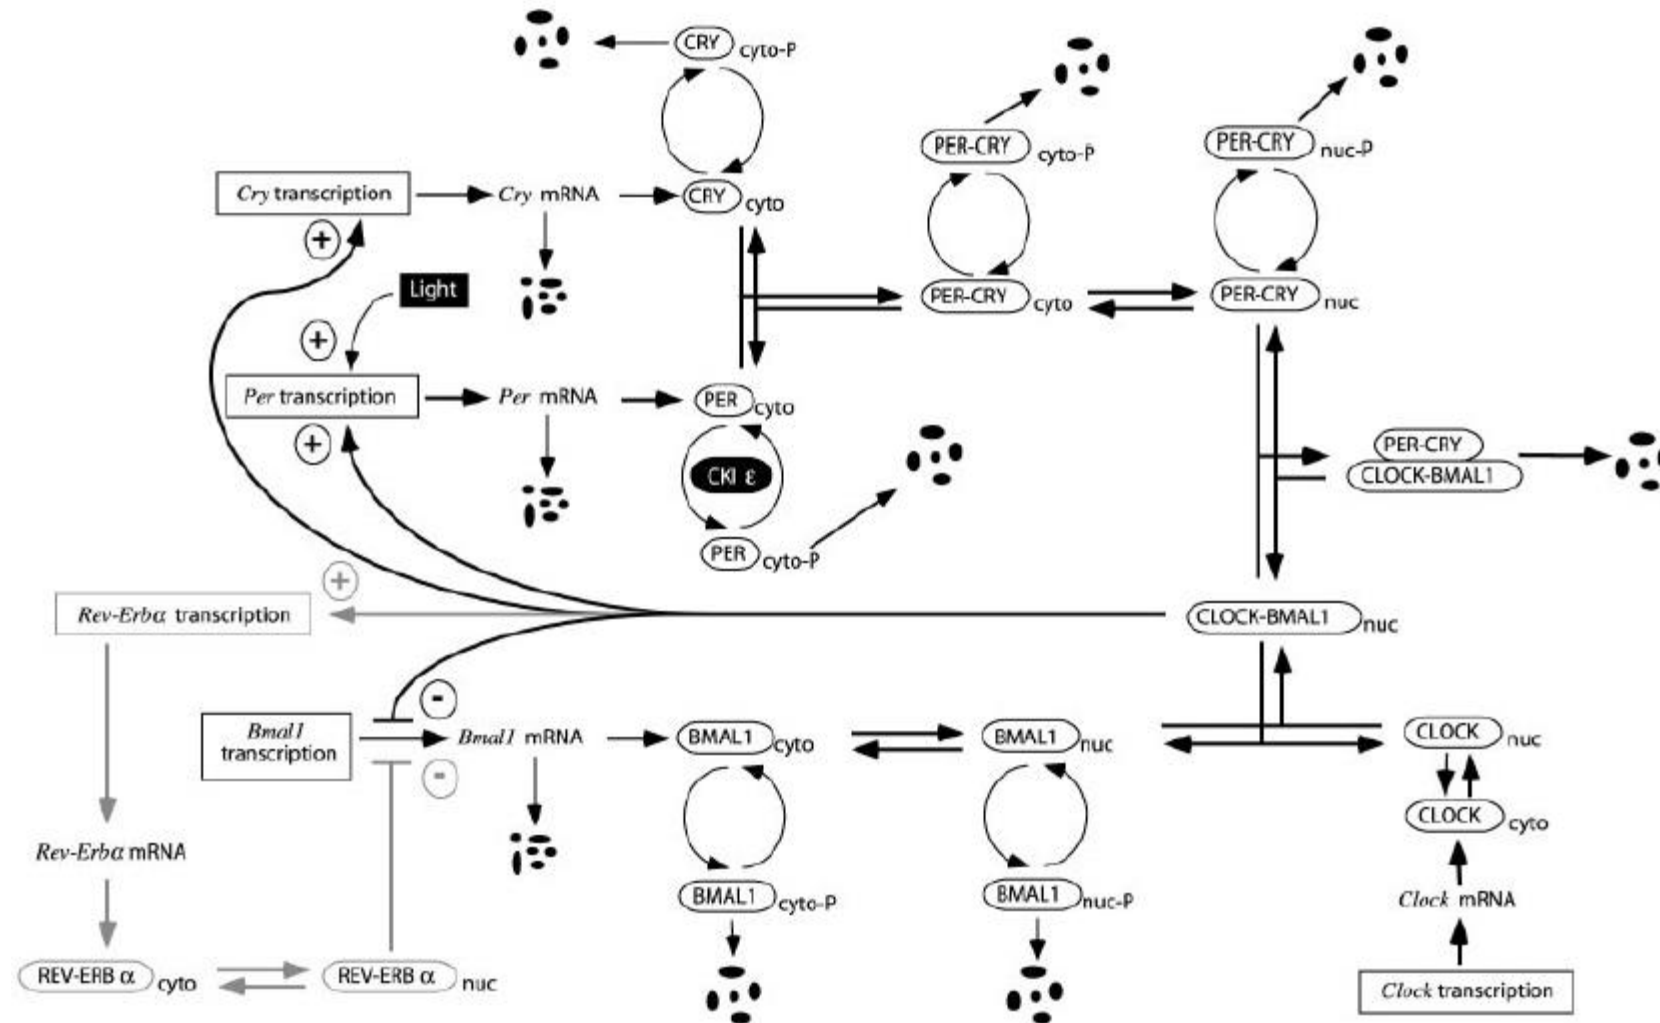 CRY cyto-P
PER-CRY cyto-P
PER-CRY nuc-P
Cry transcription
Cry mRNA
CRY cyto
+
Light
PER-CRY cyto
PER-CRY nuc
+
Per transcription
Per mRNA
PER cyto
+
CKI ε
PER-CRY
CLOCK-BMAL1
PER cyto-P
+
Rev-Erbα transcription
CLOCK-BMAL1 nuc
-
Bmal1
transcription
Bmal1 mRNA
BMAL1 cyto
BMAL1 nuc
CLOCK nuc
-
CLOCK cyto
Rev-Erbα mRNA
BMAL1 cyto-P
BMAL1 nuc-P
Clock mRNA
REV-ERB α cyto
REV-ERB α nuc
Clock transcription